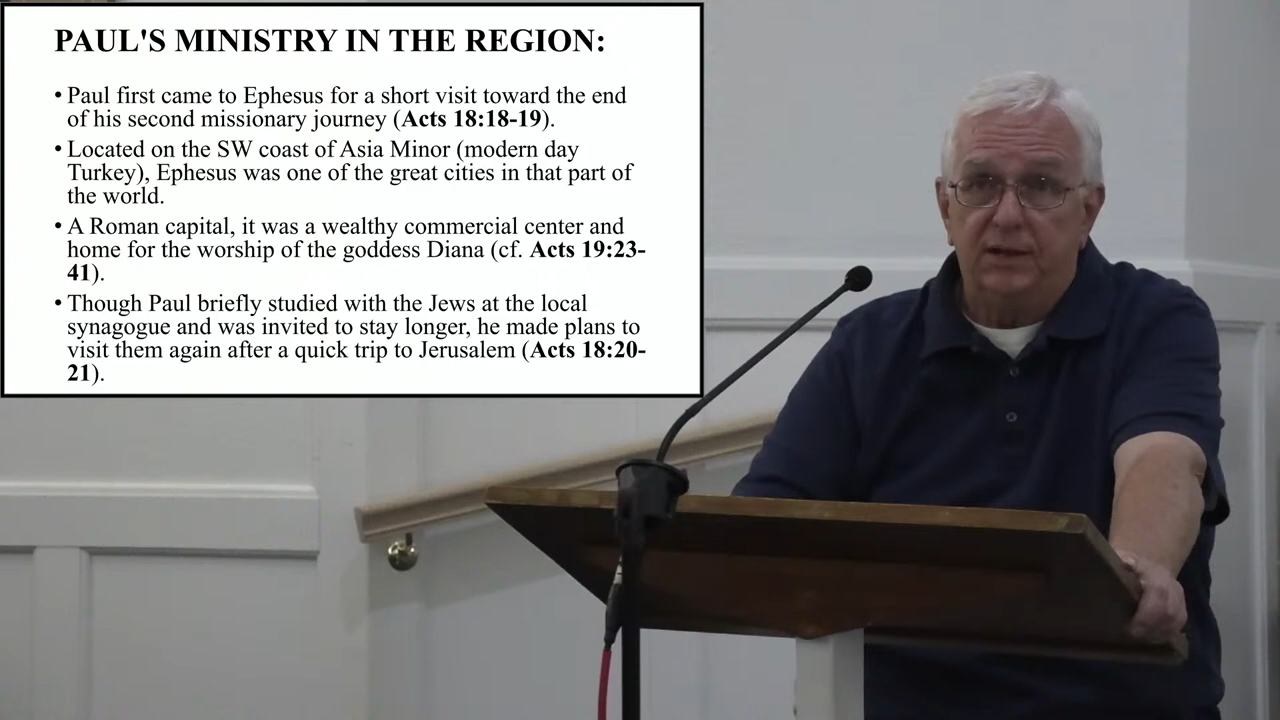 PAUL'S MINISTRY IN THE REGION:
• Paul first came to Ephesus for a short visit toward the end
of his second missionary journey (Acts 18:18-19).
• Located on the SW coast of Asia Minor (modern day
Turkey), Ephesus was one of the great cities in that part of
the world.
• A Roman capital, it was a wealthy commercial center and
home for the worship of the goddess Diana (cf. Acts 19:23-
41).
• Though Paul briefly studied with the Jews at the local
synagogue and was invited to stay longer, he made plans to
visit them again after a quick trip to Jerusalem (Acts 18:20-
21).